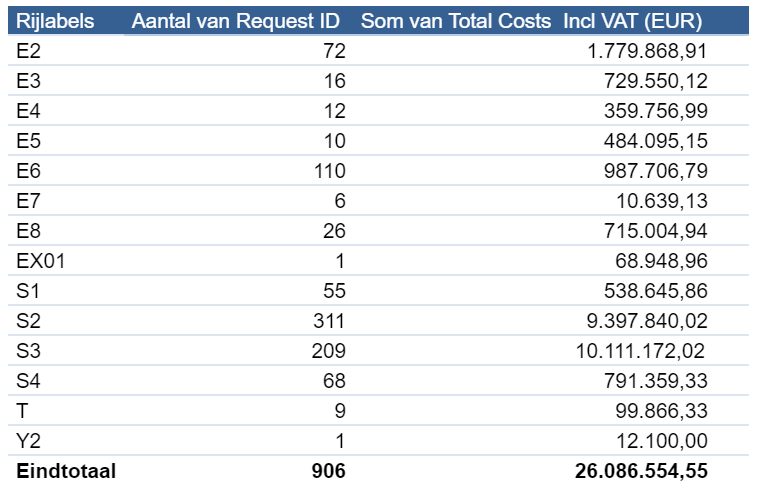 Rijlabels Aantal van Request ID Som van Total Costs Incl VAT (EUR)
E2 72 1.779.868,91
E3 16 729.550,12
E4 12 359.756,99
E5 10 484.095,15
E6 110 987.706,79
E7 6 10.639,13
E8 26 715.004,94
EX01 1 68.948,96
S1 55 538.645,86
S2 311 9.397.840,02
S3 209 10.111.172,02
S4 68 791.359,33
T 9 99.866,33
Y2 1 12.100,00
Eindtotaal 906 26.086.554,55